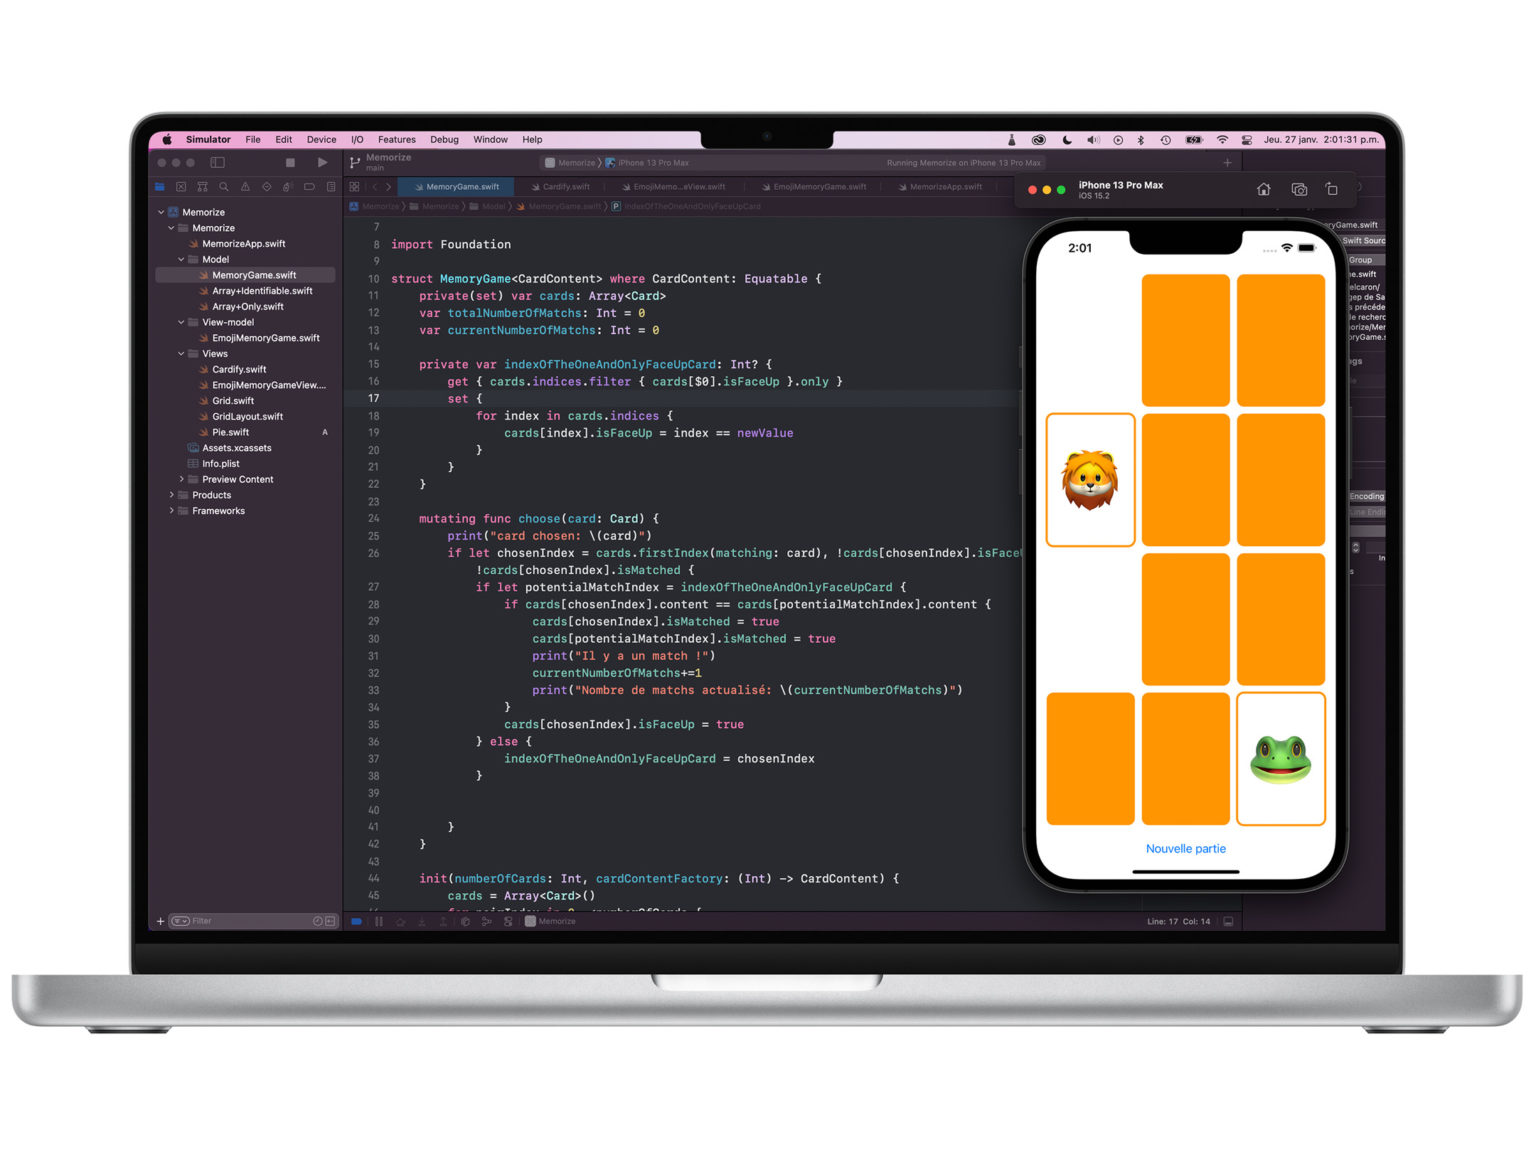 Simulator File Edit Device I/O Features Debug Window Help Jeu. 27 janv. 2:01:31 p.m.
Memorize
main
Memorize iPhone 13 Pro Max
Running Memorize on iPhone 13 Pro Max
MemoryGame.swift Cardify.swift EmojiMemo...eView.swift EmojiMemoryGame.swift MemorizeApp.swift
Memorize Memorize Model MemoryGame.swift P indexOfTheOneAndOnlyFaceUpCard
Memorize
Memorize
MemorizeApp.swift
Model
MemoryGame.swift
Array+Identifiable.swift
Array+Only.swift
View-model
EmojiMemoryGame.swift
Views
Cardify.swift
EmojiMemoryGameView....
Grid.swift
GridLayout.swift
Pie.swift A
Assets.xcassets
Info.plist
Preview Content
Products
Frameworks
Filter
7
8 import Foundation
9
10 struct MemoryGame<CardContent> where CardContent: Equatable {
11 private(set) var cards: Array<Card>
12 var totalNumberOfMatchs: Int = 0
13 var currentNumberOfMatchs: Int = 0
14
15 private var indexOfTheOneAndOnlyFaceUpCard: Int? {
16 get { cards.indices.filter { cards[$0].isFaceUp }.only }
17 set {
18 for index in cards.indices {
19 cards[index].isFaceUp = index == newValue
20 }
21 }
22 }
23
24 mutating func choose(card: Card) {
25 print("card chosen: \(card)")
26 if let chosenIndex = cards.firstIndex(matching: card), !cards[chosenIndex].isFaceU
!cards[chosenIndex].isMatched {
27 if let potentialMatchIndex = indexOfTheOneAndOnlyFaceUpCard {
28 if cards[chosenIndex].content == cards[potentialMatchIndex].content {
29 cards[chosenIndex].isMatched = true
30 cards[potentialMatchIndex].isMatched = true
31 print("Il y a un match !")
32 currentNumberOfMatchs+=1
33 print("Nombre de matchs actualisé: \(currentNumberOfMatchs)")
34 }
35 cards[chosenIndex].isFaceUp = true
36 } else {
37 indexOfTheOneAndOnlyFaceUpCard = chosenIndex
38 }
39
40
41 }
42 }
43
44 init(numberOfCards: Int, cardContentFactory: (Int) -> CardContent) {
45 cards = Array<Card>()
Memorize
Line: 17 Col: 14
iPhone 13 Pro Max
iOS 15.2
2:01
Nouvelle partie
ryGame.swift
Swift Sourc
Group
e.swift
elcaron/
gep de Sa
s précéde
le recherc
orize/Mer
yGame.sw
ags
Encoding
Line Endin